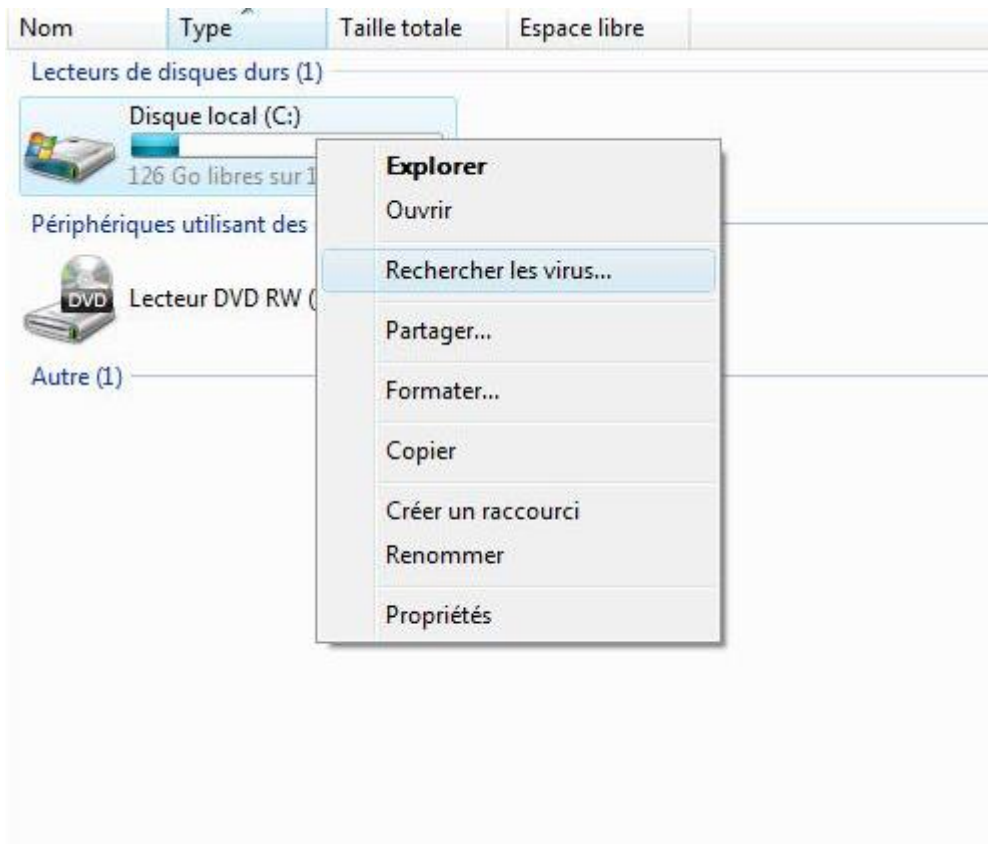 Nom Type Taille totale Espace libre
Lecteurs de disques durs (1)
Disque local (C:)
126 Go libres sur
Périphériques utilisant des
DVD
Lecteur DVD RW (
Autre (1)
Explorer
Ouvrir
Rechercher les virus...
Partager...
Formater...
Copier
Créer un raccourci
Renommer
Propriétés